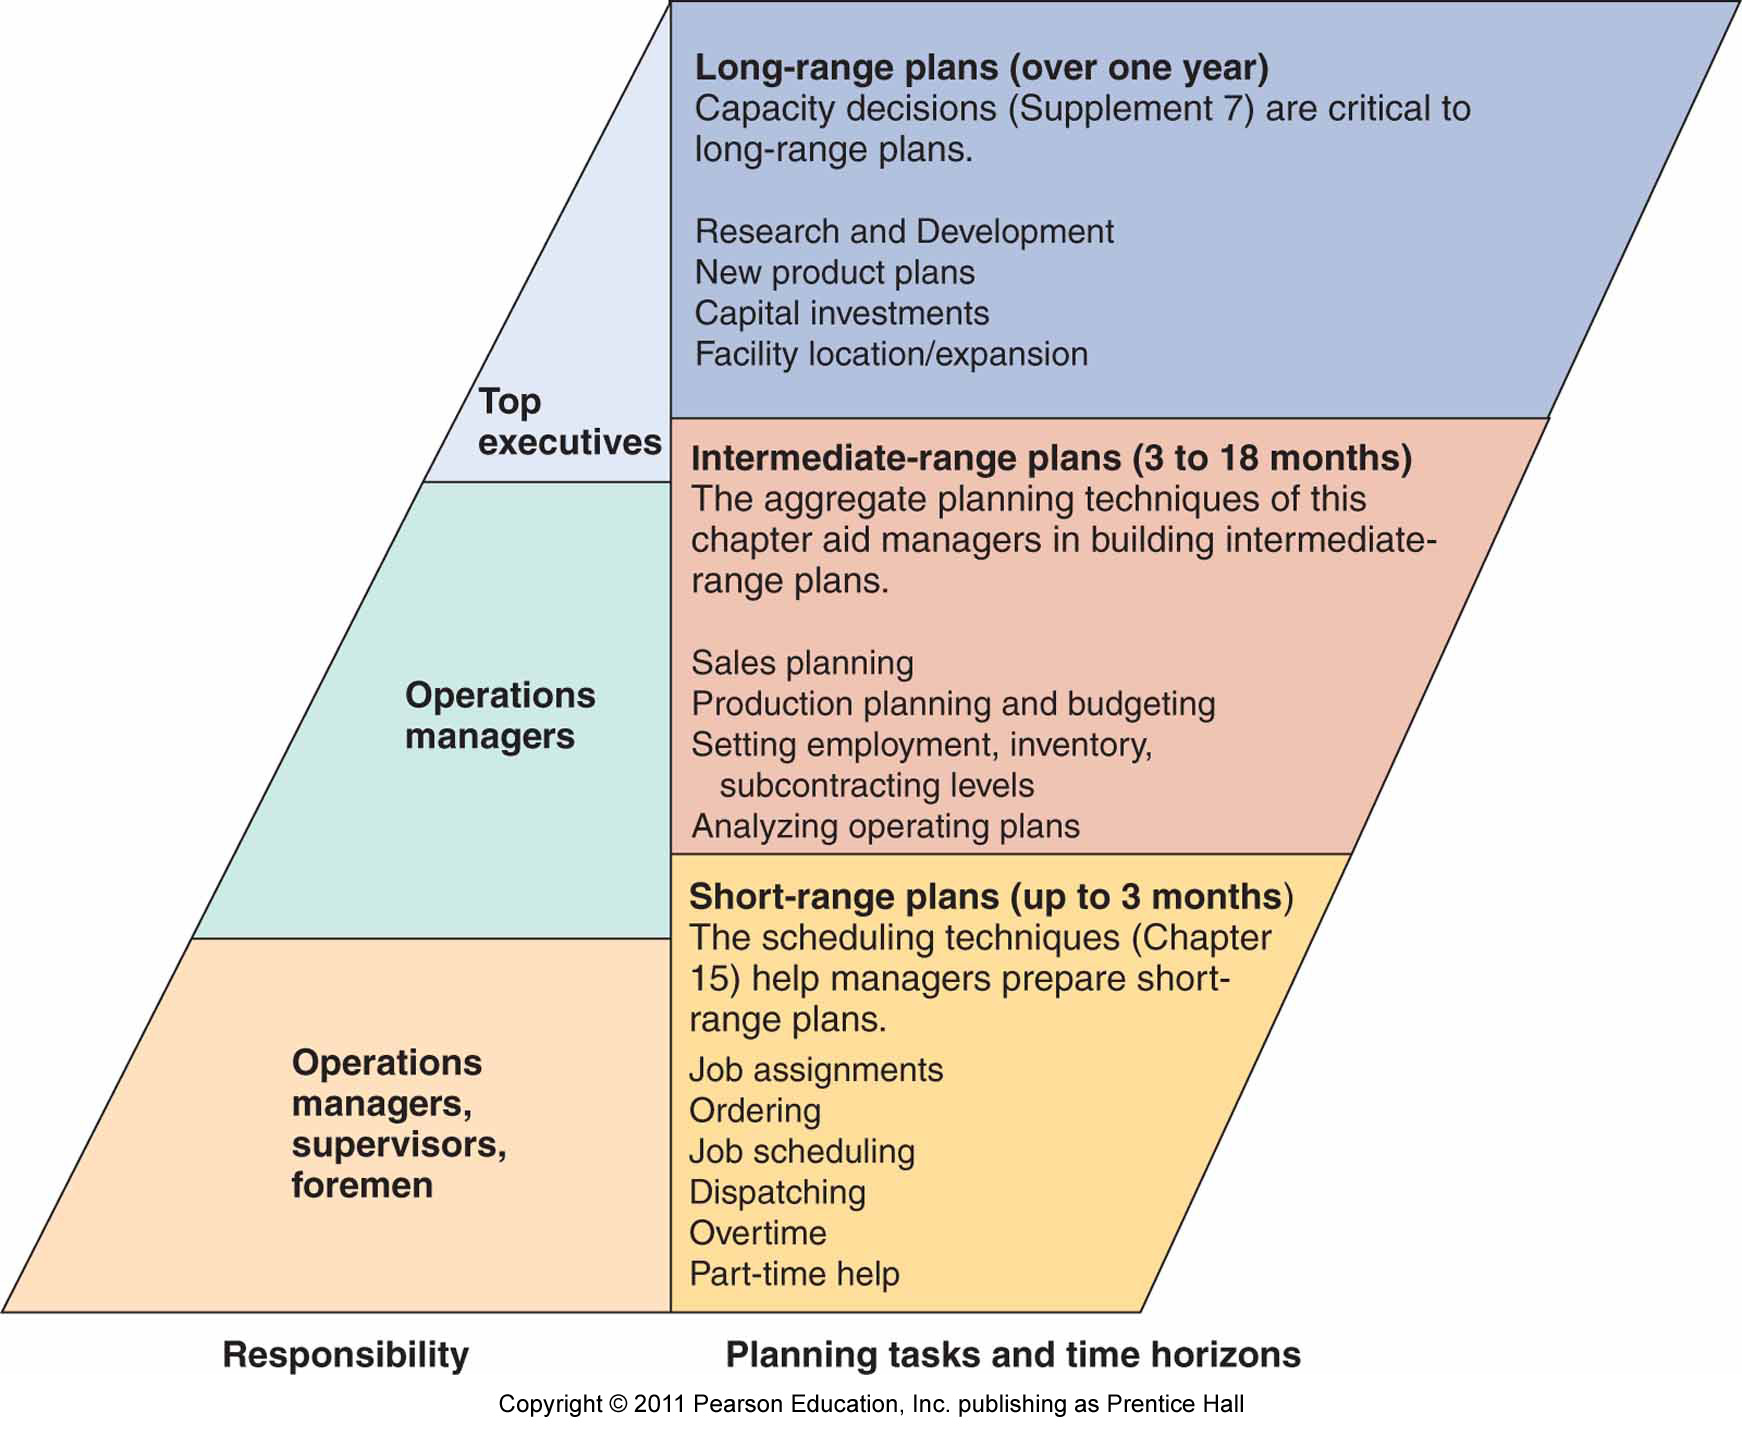 Long-range plans (over one year)
Capacity decisions (Supplement 7) are critical to
long-range plans.
Research and Development
New product plans
Capital investments
Facility location/expansion
Top
executives
Intermediate-range plans (3 to 18 months)
The aggregate planning techniques of this
chapter aid managers in building intermediate-
range plans.
Sales planning
Production planning and budgeting
Setting employment, inventory,
subcontracting levels
Analyzing operating plans
Operations
managers
Short-range plans (up to 3 months)
The scheduling techniques (Chapter
15) help managers prepare short-
range plans.
Job assignments
Ordering
Job scheduling
Dispatching
Overtime
Part-time help
Operations
managers,
supervisors,
foremen
Responsibility
Planning tasks and time horizons
Copyright © 2011 Pearson Education, Inc. publishing as Prentice Hall